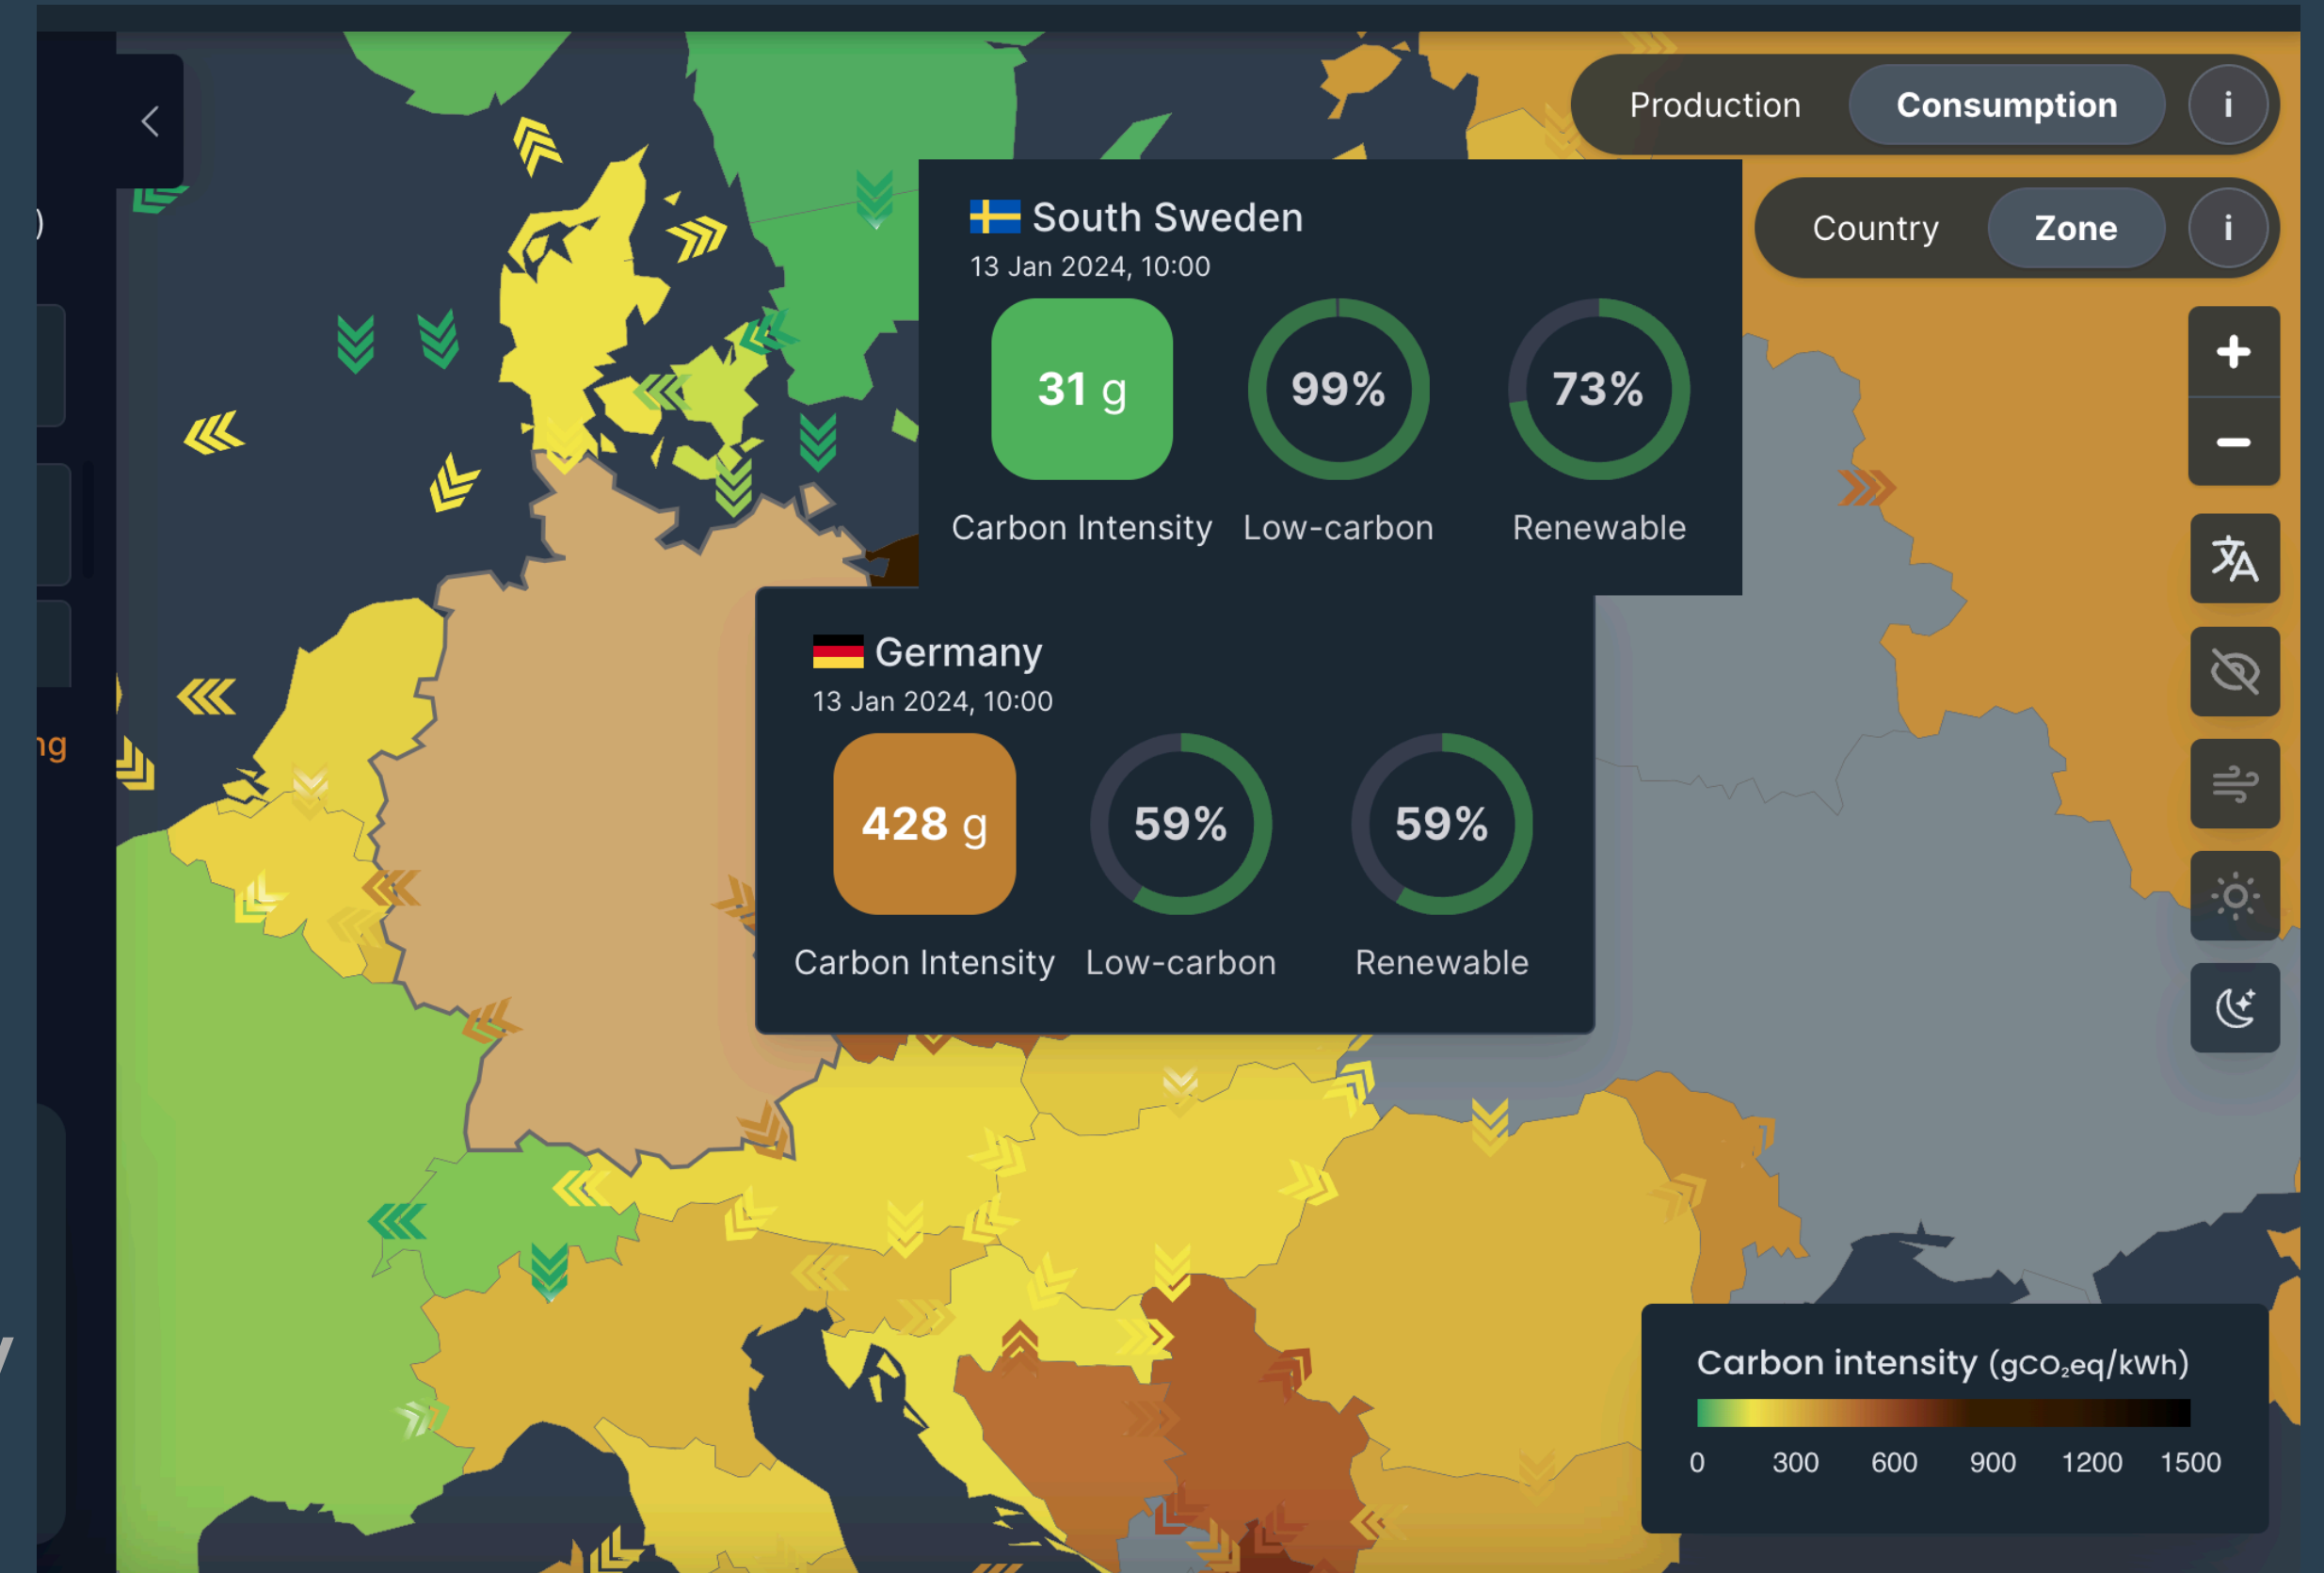 Production
Consumption
i
Country
Zone
i
)
South Sweden
13 Jan 2024, 10:00
31 g
99%
73%
Carbon Intensity
Low-carbon
Renewable
Germany
13 Jan 2024, 10:00
428 g
59%
59%
Carbon Intensity
Low-carbon
Renewable
ng
y
Carbon intensity (gCO₂eq/kWh)
0 300 600 900 1200 1500